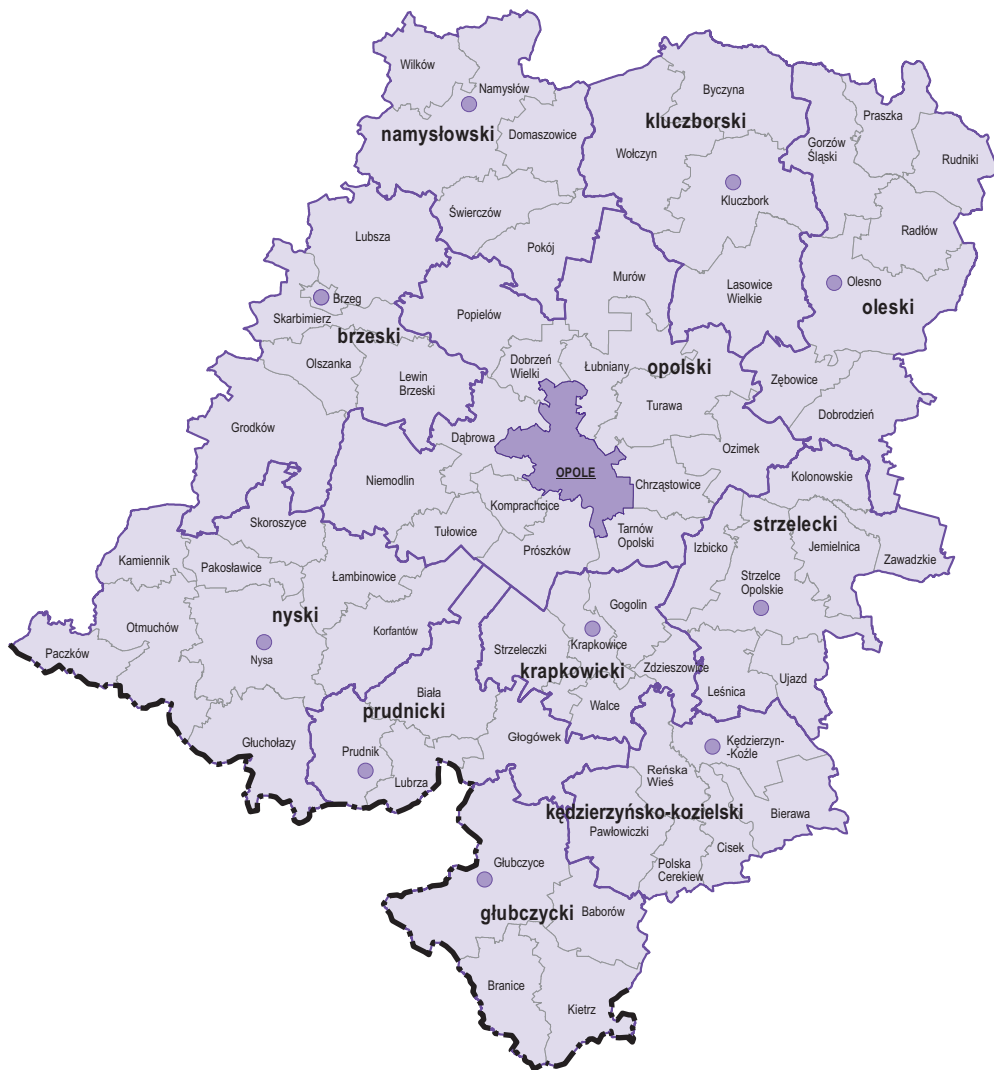 Wilków
Namysłów
namysłowski
Domaszowice
Świerczów
Pokój
Byczyna
kluczborski
Wołczyn
Kluczbork
Lasowice
Wielkie
Praszka
Gorzów
Śląski
Rudniki
Radłów
Olesno
oleski
Zębowice
Dobrodzień
Lubsza
Brzeg
Skarbimierz
brzeski
Olszanka
Lewin
Brzeski
Grodków
Murów
Popielów
Dobrzeń
Wielki
Łubniany
opolski
Turawa
Dąbrowa
Ozimek
Niemodlin
OPOLE
Chrząstowice
Komprachcice
Tułowice
Prószków
Tarnów
Opolski
Kolonowskie
strzelecki
Izbicko
Jemielnica
Zawadzkie
Strzelce
Opolskie
Ujazd
Leśnica
Skoroszyce
Kamiennik
Pakosławice
Łambinowice
nyski
Otmuchów
Korfantów
Paczków
Nysa
Głuchołazy
Gogolin
Krapkowice
Strzeleczki
krapkowicki
Zdzieszowice
Walce
Biała
prudnicki
Głogówek
Prudnik
Lubrza
Kędzierzyn-
-Koźle
Reńska
Wieś
kędzierzyńsko-kozielski
Bierawa
Pawłowiczki
Cisek
Polska
Cerekiew
Głubczyce
głubczycki
Baborów
Branice
Kietrz